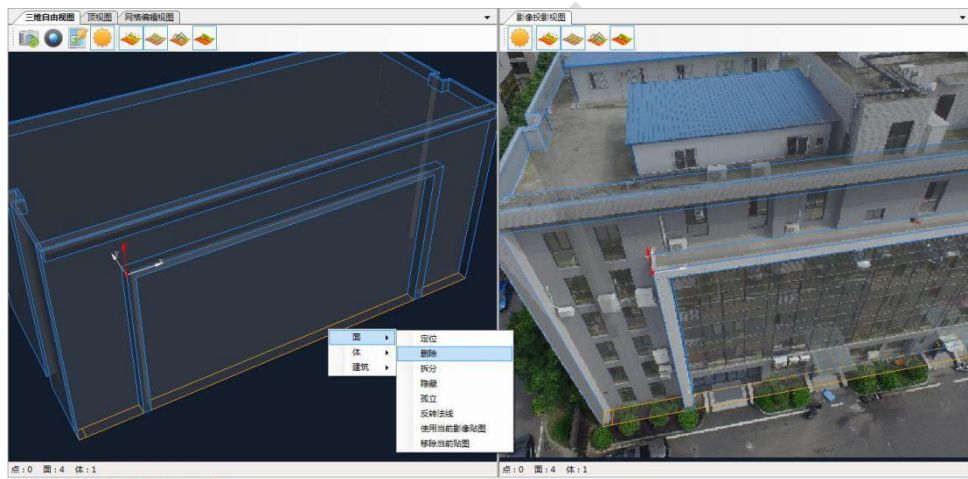 三维自由视图 顶视图 网格编辑视图
影像投影视图
面
体
建筑
定位
删除
拆分
隐藏
孤立
反转法线
使用当前影像贴图
移除当前贴图
点:0 面:4 体:1
点:0 面:4 体:1